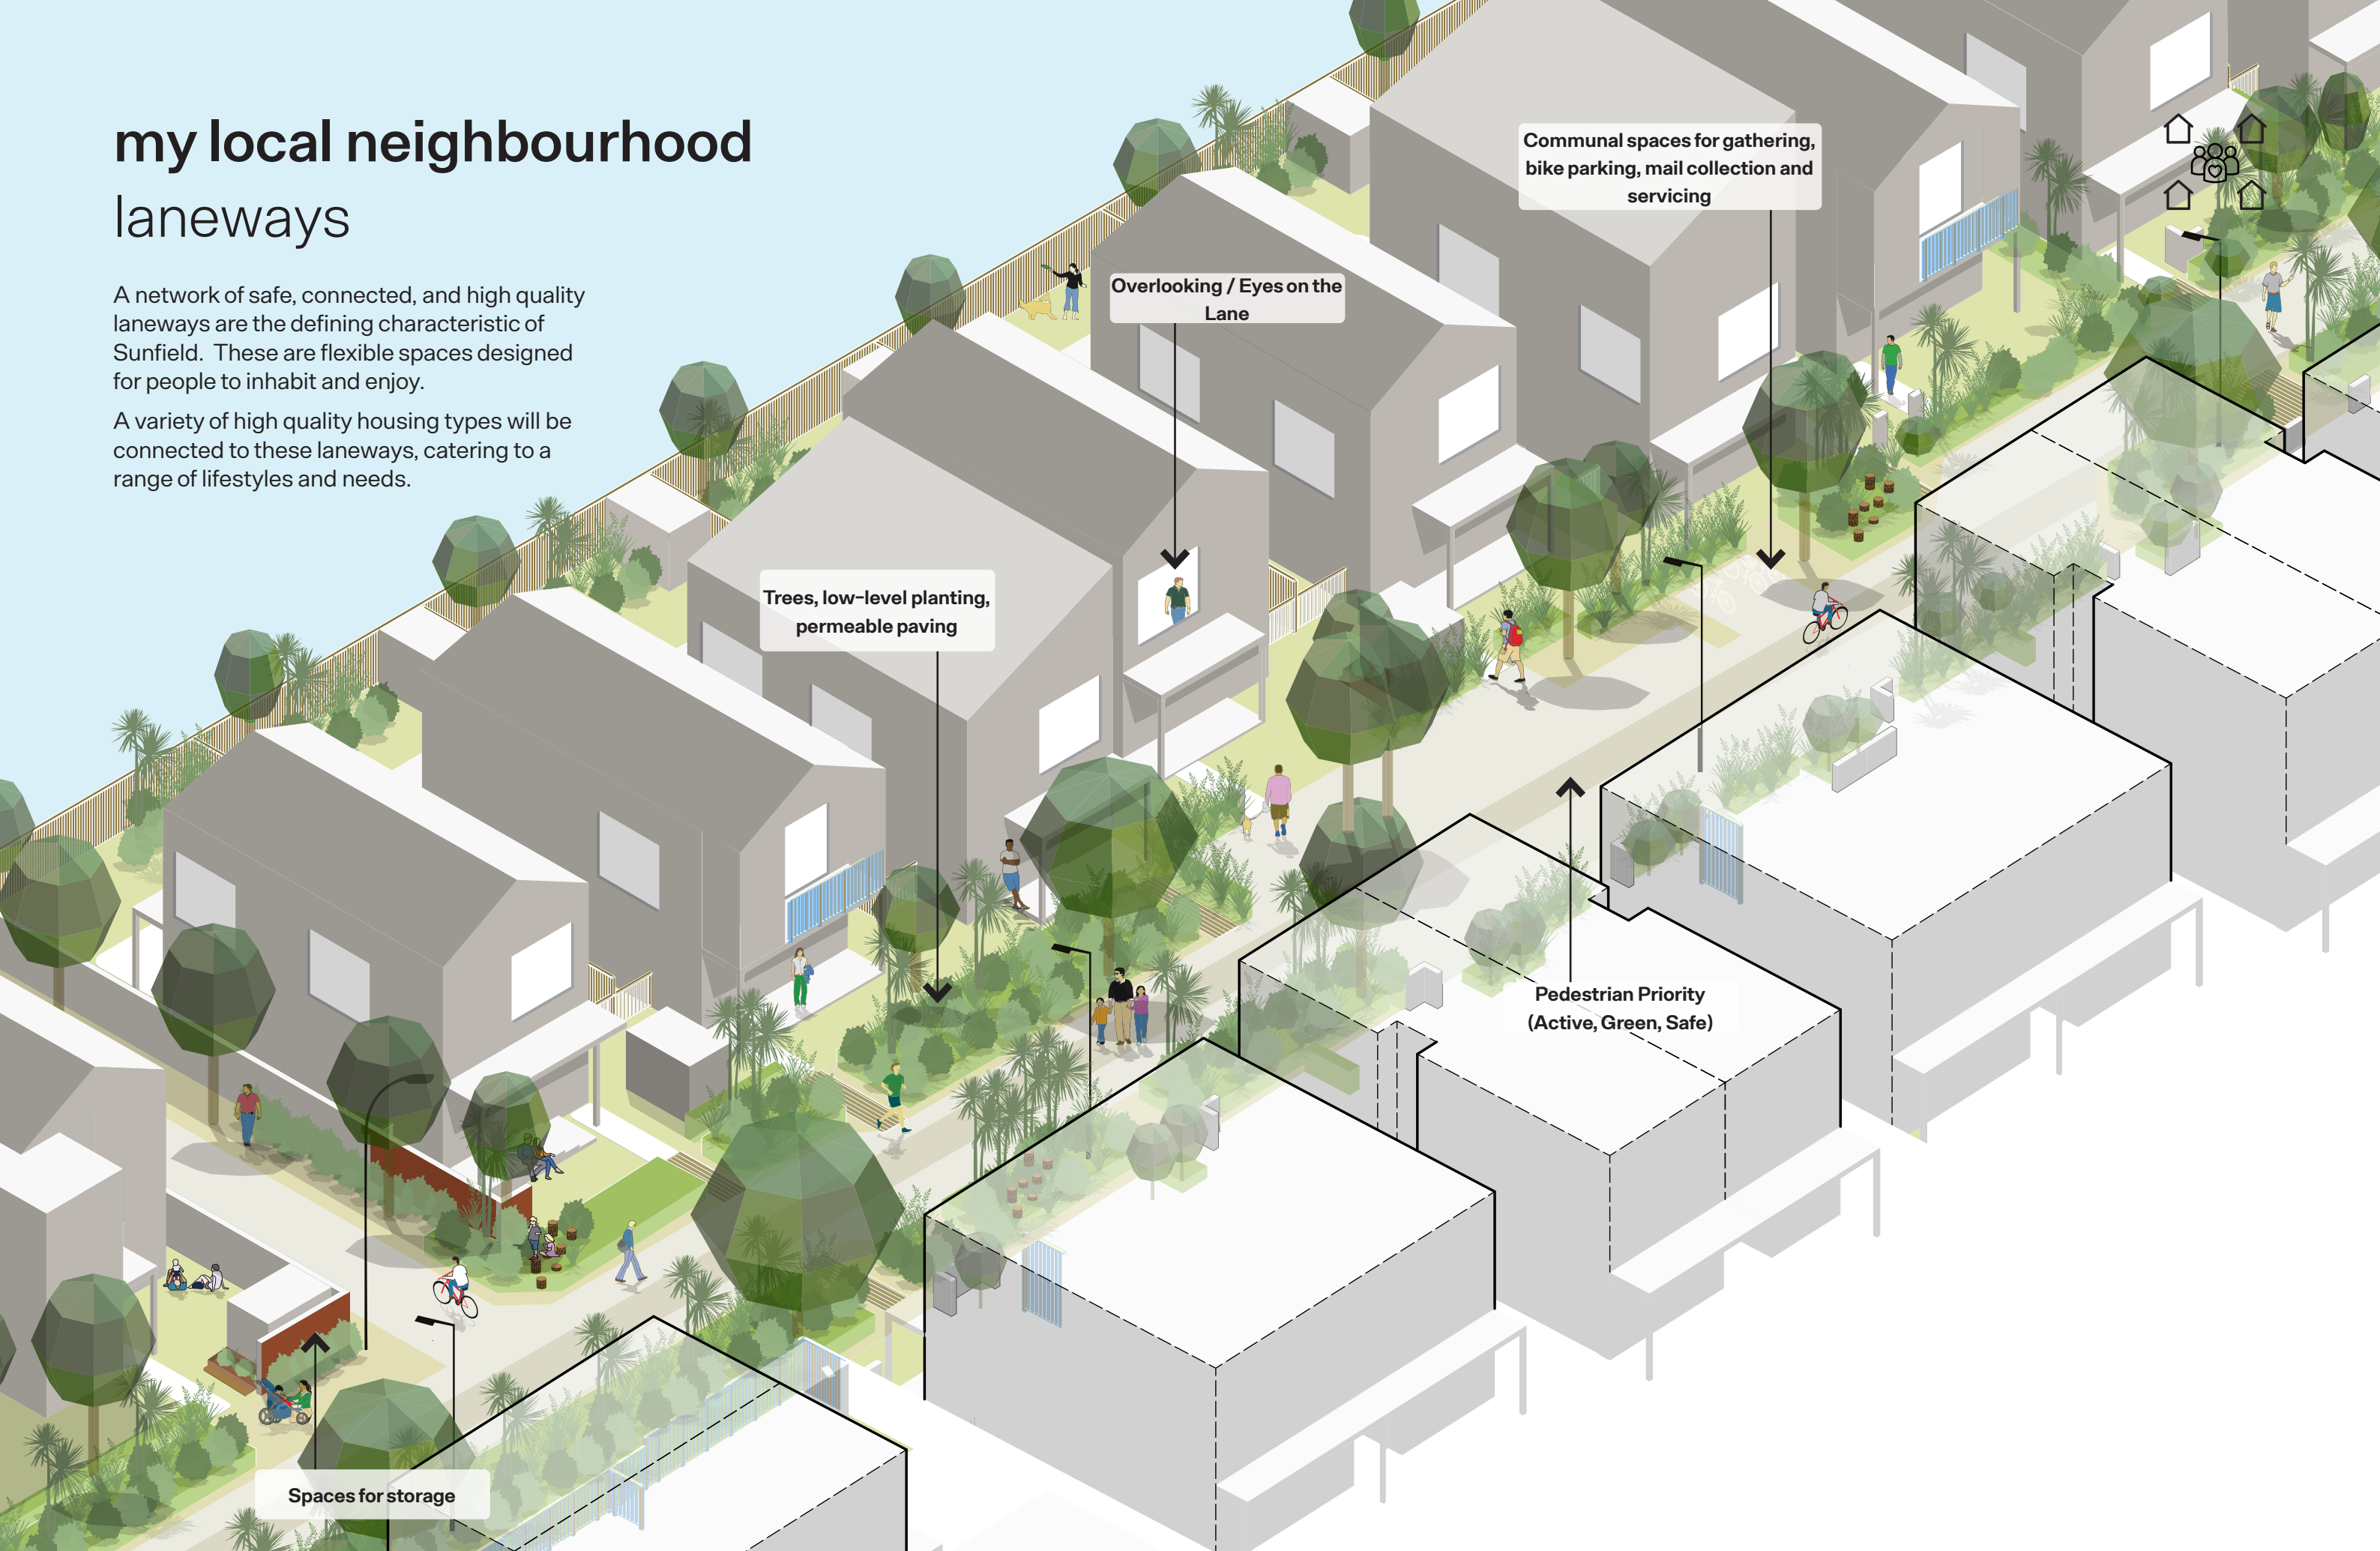 my local neighbourhood
laneways
A network of safe, connected, and high quality
laneways are the defining characteristic of
Sunfield.  These are flexible spaces designed
for people to inhabit and enjoy.
A variety of high quality housing types will be
connected to these laneways, catering to a
range of lifestyles and needs.
Communal spaces for gathering,
bike parking, mail collection and
servicing
Overlooking / Eyes on the
Lane
Trees, low-level planting,
permeable paving
Pedestrian Priority
(Active, Green, Safe)
Spaces for storage